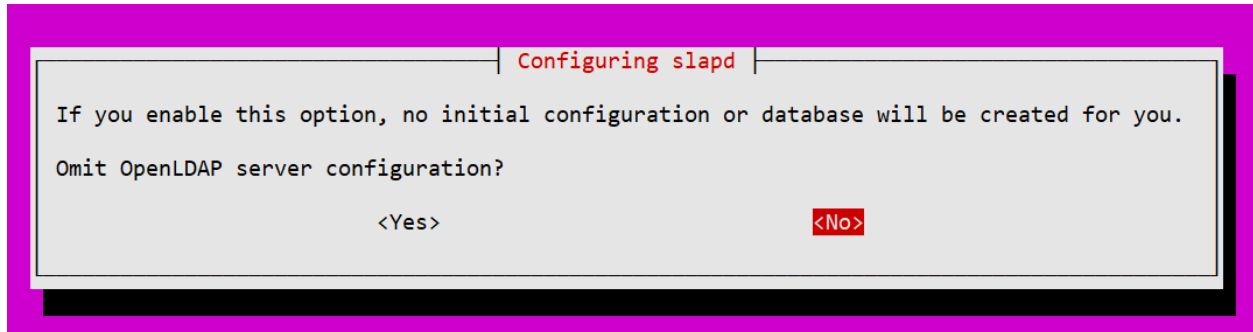 Configuring slapd
If you enable this option, no initial configuration or database will be created for you.
Omit OpenLDAP server configuration?
<Yes> <No>